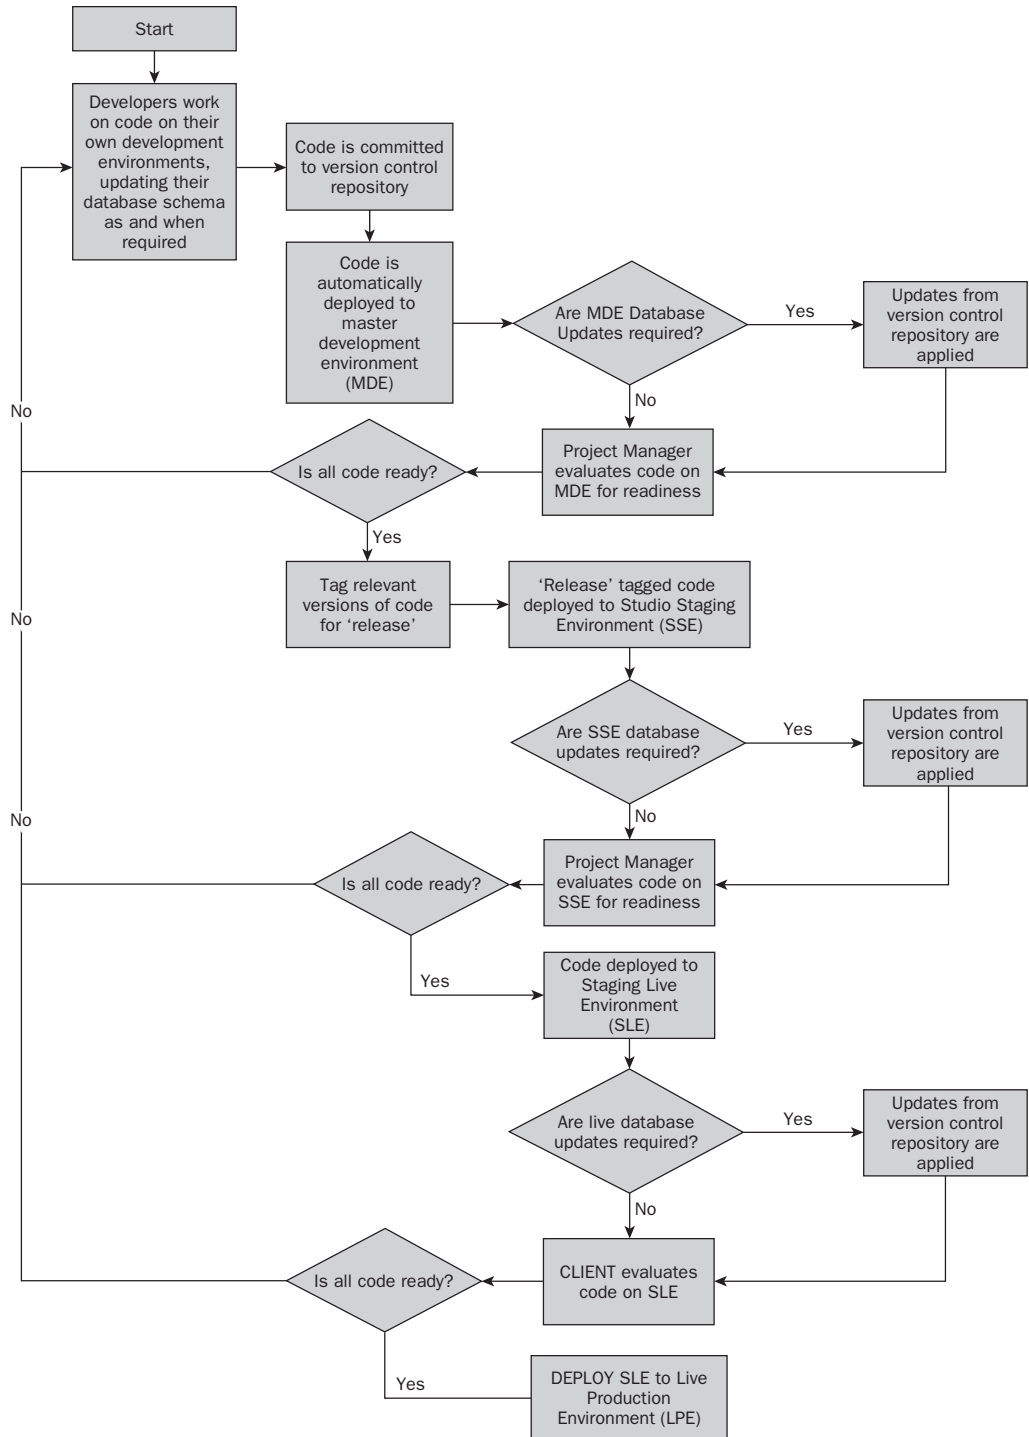 Start
Developers work
on code on their
own development
environments,
updating their
database schema
as and when
required
Code is committed
to version control
repository
Code is
automatically
deployed to
master
development
environment
(MDE)
Are MDE Database
Updates required?
Yes
Updates from
version control
repository are
applied
No
No
Project Manager
evaluates code on
MDE for readiness
Is all code ready?
Yes
Tag relevant
versions of code
for ‘release’
‘Release’ tagged code
deployed to Studio Staging
Environment (SSE)
No
Are SSE database
updates required?
Yes
Updates from
version control
repository are
applied
No
No
Project Manager
evaluates code on
SSE for readiness
Is all code ready?
Yes
Code deployed to
Staging Live
Environment
(SLE)
Are live database
updates required?
Yes
Updates from
version control
repository are
applied
No
CLIENT evaluates
code on SLE
Is all code ready?
Yes
DEPLOY SLE to Live
Production
Environment (LPE)